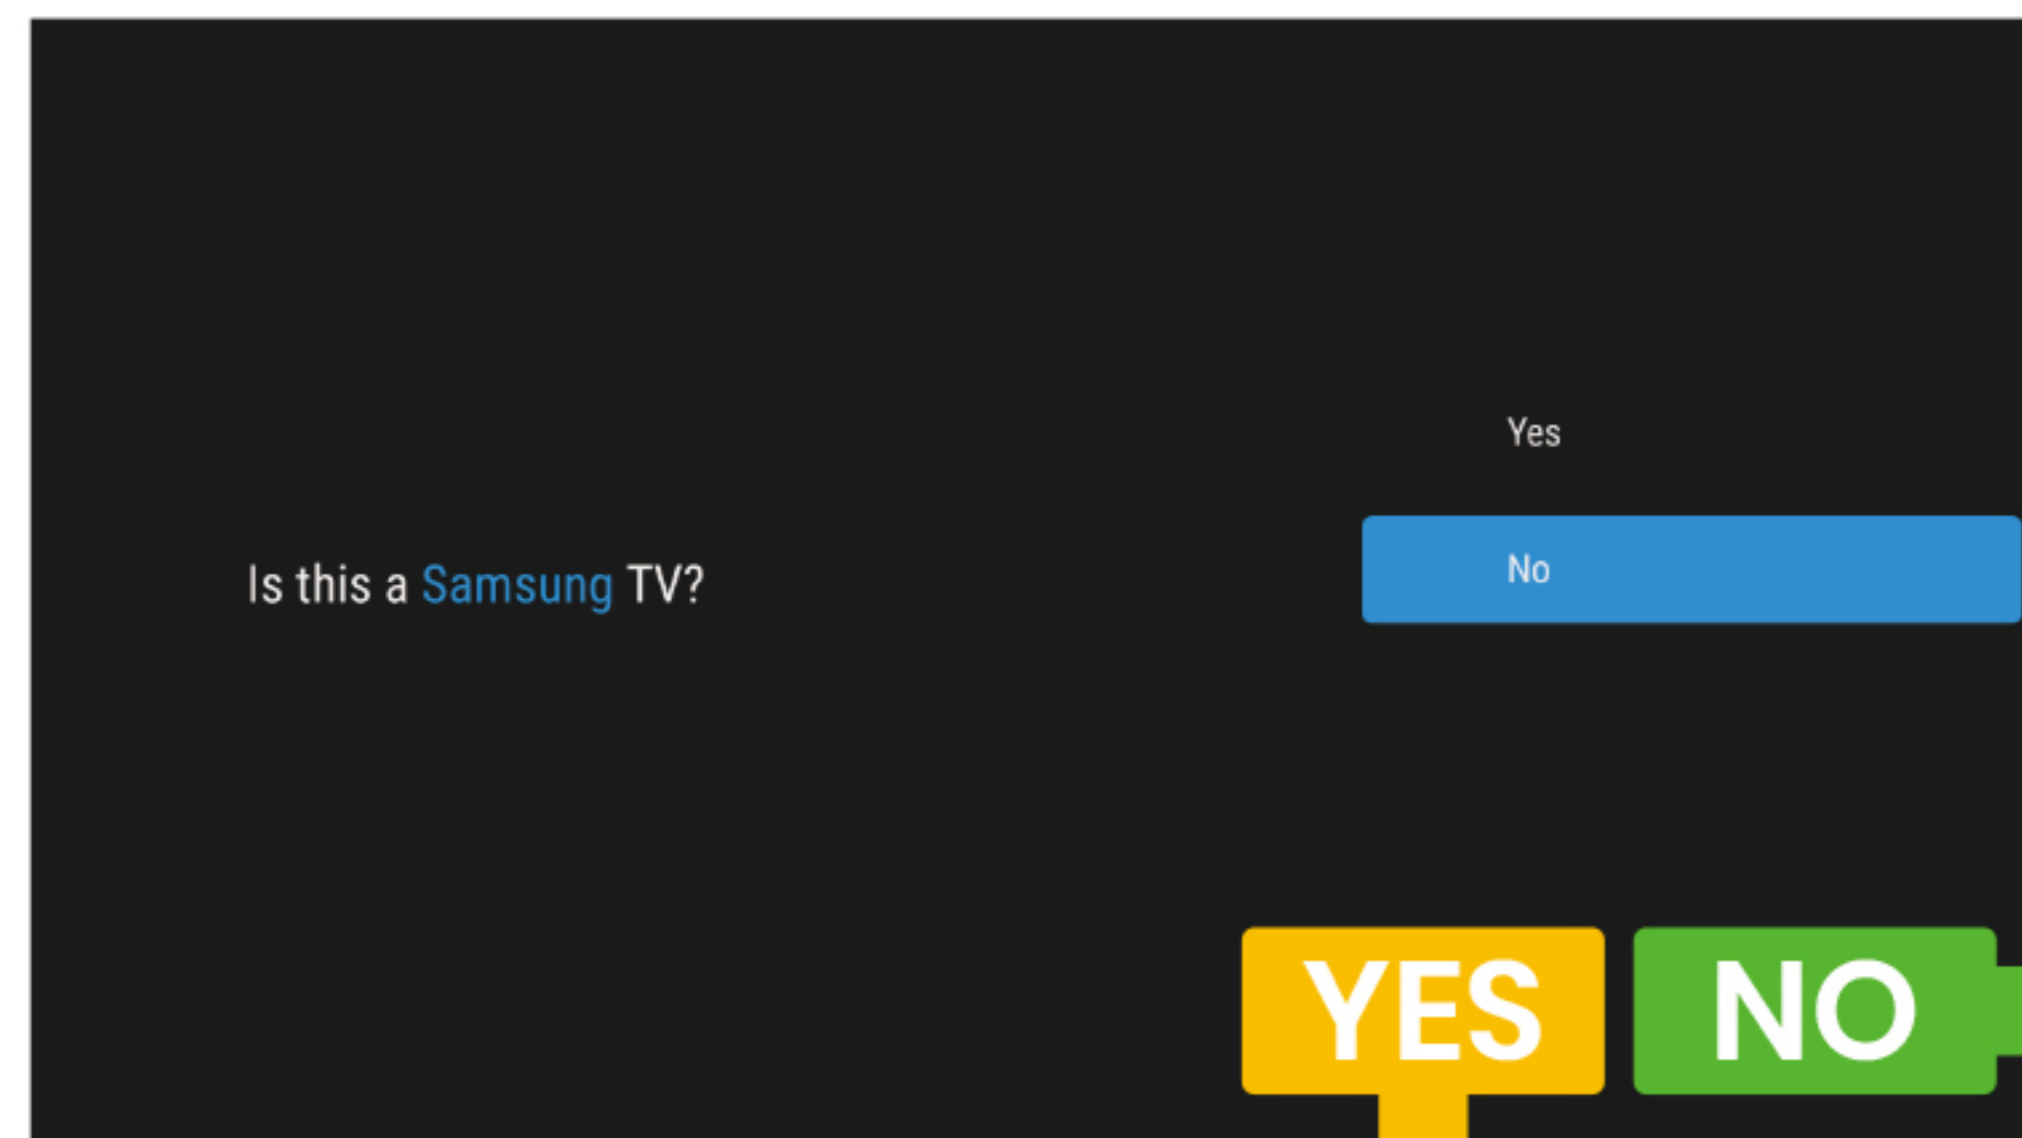 Yes
No
Is this a Samsung TV?
YES NO